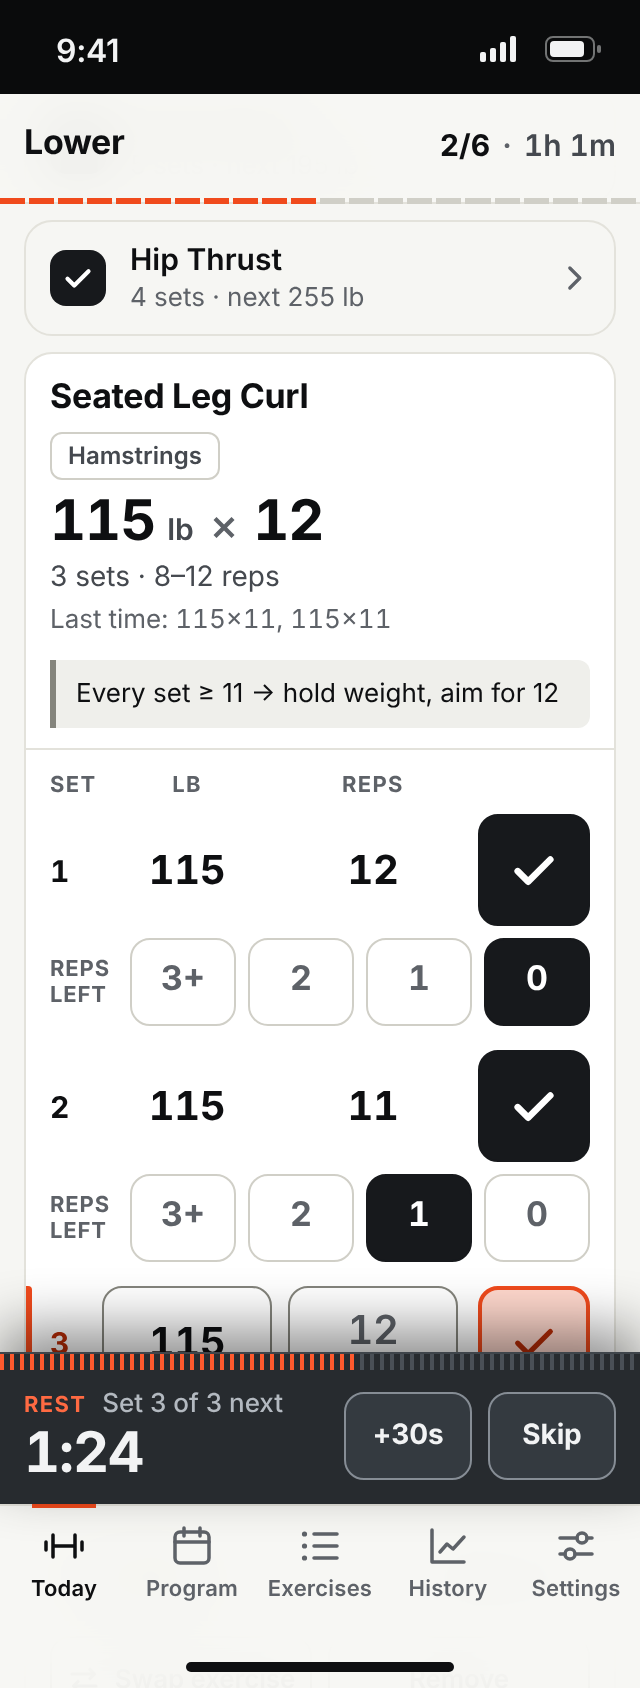 9:41
Lower
2/6 · 1h 1m
Hip Thrust
4 sets · next 255 lb
Seated Leg Curl
Hamstrings
115 lb × 12
3 sets · 8–12 reps
Last time: 115×11, 115×11
Every set ≥ 11 → hold weight, aim for 12
SET LB REPS
1 115 12
REPS LEFT 3+ 2 1 0
2 115 11
REPS LEFT 3+ 2 1 0
3 115 12
REST Set 3 of 3 next
1:24
+30s Skip
Today Program Exercises History Settings
Swap exercise Remove